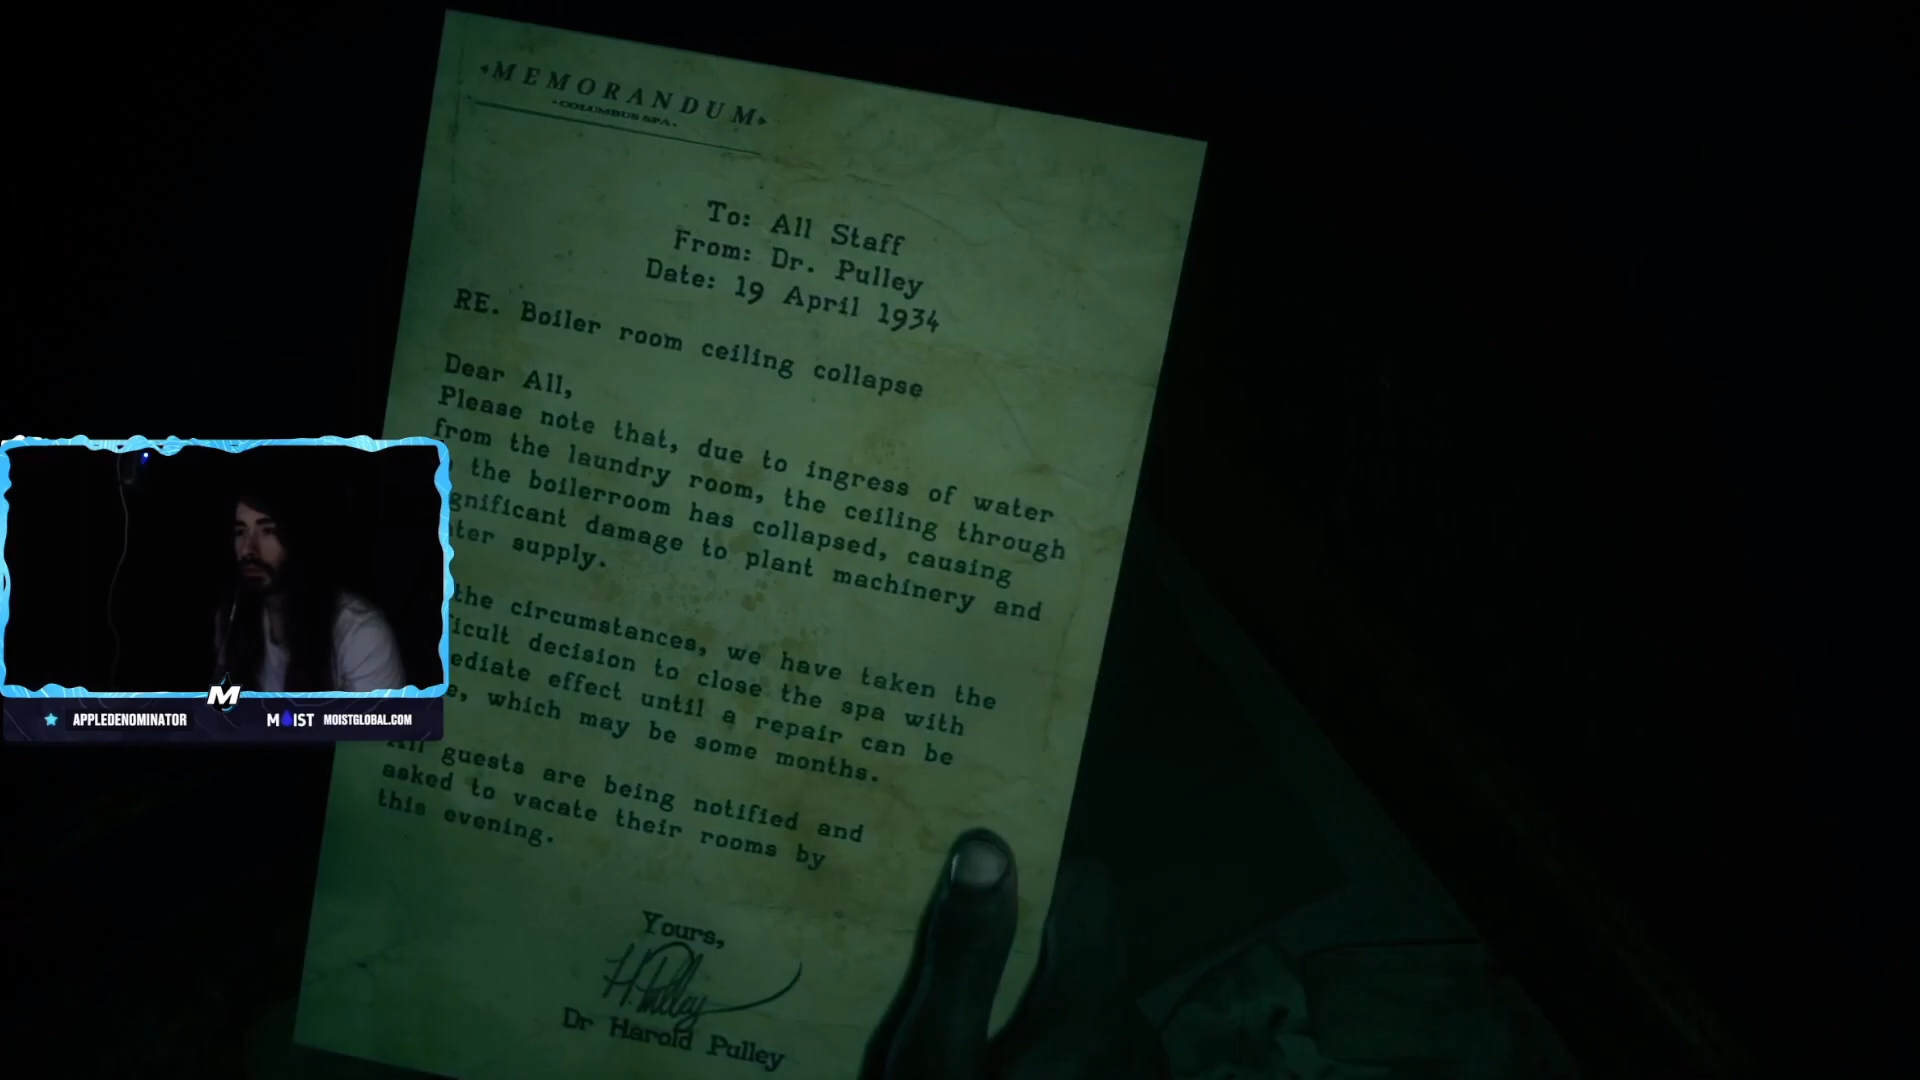 MEMORANDUM
COLUMBUS SPA
To: All Staff
From: Dr. Pulley
Date: 19 April 1934
RE. Boiler room ceiling collapse
Dear All,
Please note that, due to ingress of water
from the laundry room, the ceiling through
the boilerroom has collapsed, causing
gnificant damage to plant machinery and
ter supply.
the circumstances, we have taken the
icult decision to close the spa with
ediate effect until a repair can be
e, which may be some months.
All guests are being notified and
asked to vacate their rooms by
this evening.
Yours,
H. Pulley
Dr Harold Pulley
M
APPLEDENOMINATOR
MOIST
MOISTGLOBAL.COM